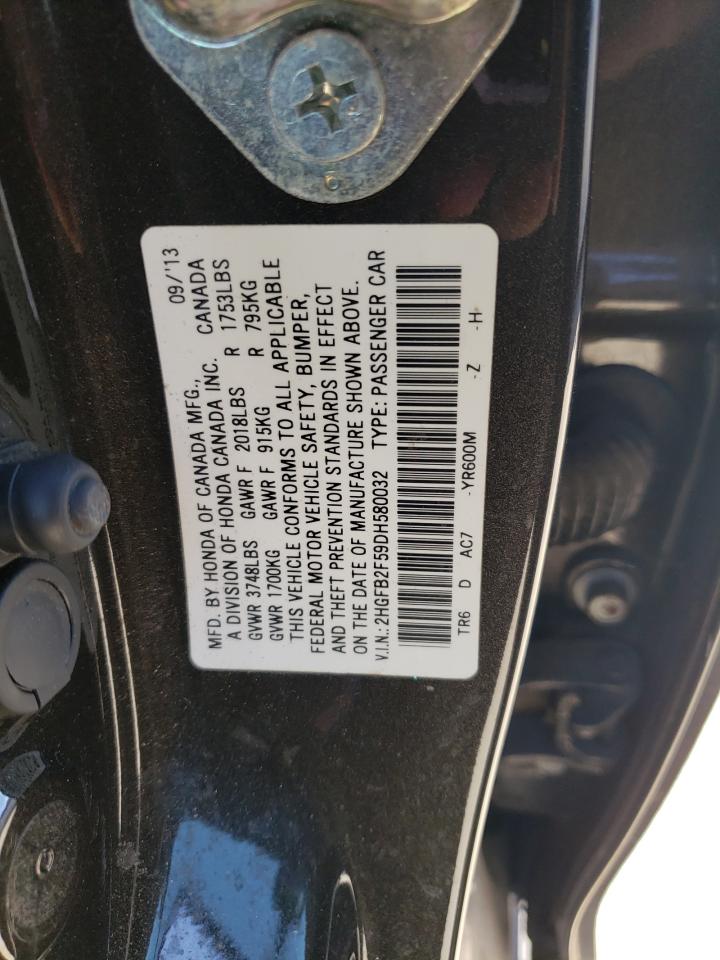 09/'13
MFD. BY HONDA OF CANADA MFG.,
A DIVISION OF HONDA CANADA INC. CANADA
GVWR 3748LBS GAWR F 2018LBS R 1753LBS
GVWR 1700KG GAWR F 915KG R 795KG
THIS VEHICLE CONFORMS TO ALL APPLICABLE
FEDERAL MOTOR VEHICLE SAFETY, BUMPER,
AND THEFT PREVENTION STANDARDS IN EFFECT
ON THE DATE OF MANUFACTURE SHOWN ABOVE.
V.I.N.: 2HGFB2F59DH580032 TYPE: PASSENGER CAR
TR6 D AC7 -YR600M -Z -H-